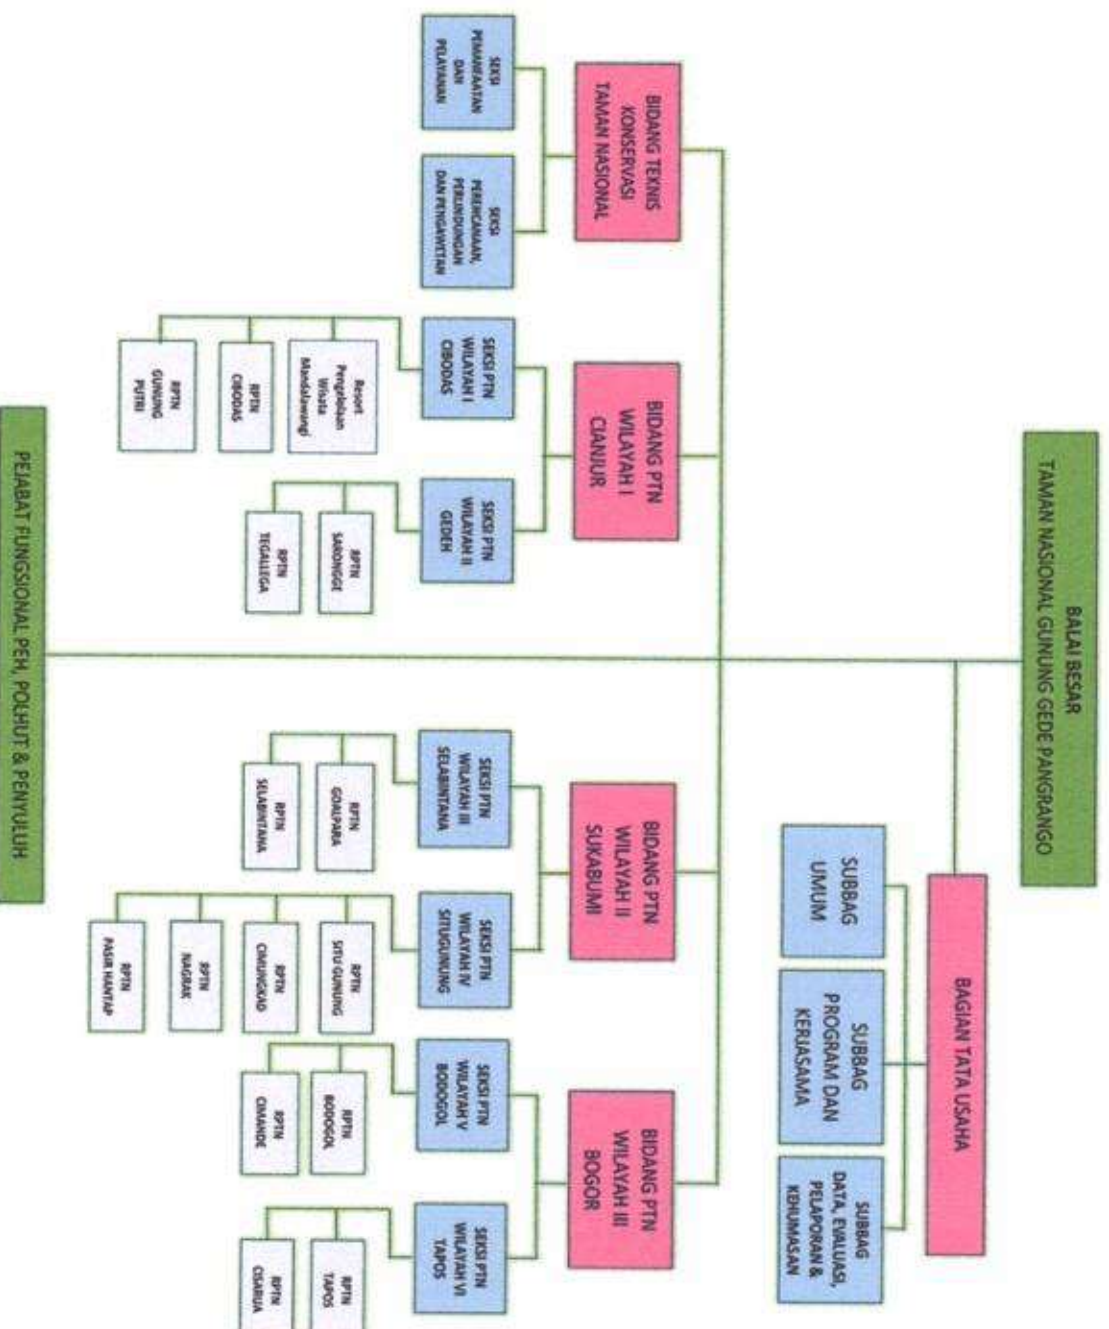 BALAI BESAR
TAMAN NASIONAL GUNUNG GEDE PANGRANGO
BAGIAN TATA USAHA
SUBBAG
UMUM
SUBBAG
PROGRAM DAN
KERJASAMA
SUBBAG
DATA, EVALUASI,
PELAPORAN &
KEHUMASAN
BIDANG TEKNIS
KONSERVASI
TAMAN NASIONAL
BIDANG PTN
WILAYAH I
CIANJUR
BIDANG PTN
WILAYAH II
SUKABUMI
BIDANG PTN
WILAYAH III
BOGOR
SEKSI
PEMANFAATAN
DAN
PELAYANAN
SEKSI
PERENCANAAN,
PERLINDUNGAN
DAN PENGAWETAN
SEKSI PTN
WILAYAH I
CIBODAS
SEKSI PTN
WILAYAH II
GEDEH
SEKSI PTN
WILAYAH III
SELABINTANA
SEKSI PTN
WILAYAH IV
SITUGUNUNG
SEKSI PTN
WILAYAH V
BODOGOL
SEKSI PTN
WILAYAH VI
TAPOS
Resort
Pengelolaan
Wisata
Mandalawangi
RPTN
CIBODAS
RPTN
GUNUNG
PUTRI
RPTN
SARONGGE
RPTN
TEGALLEGA
RPTN
GOALPARA
RPTN
SELABINTANA
RPTN
SITU GUNUNG
RPTN
CIMUNGKAD
RPTN
NAGRAK
RPTN
PASIR HANTAP
RPTN
BODOGOL
RPTN
CIMANDE
RPTN
TAPOS
RPTN
CISARUA
PEJABAT FUNGSIONAL PEH, POLHUT & PENYULUH